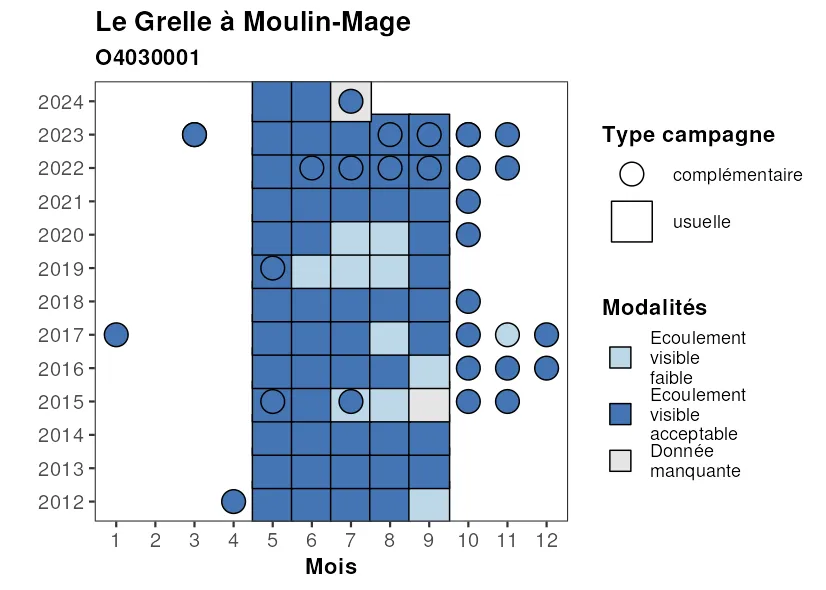 Le Grelle à Moulin-Mage
O4030001
2024
2023
2022
2021
2020
2019
2018
2017
2016
2015
2014
2013
2012
1 2 3 4 5 6 7 8 9 10 11 12
Mois
Type campagne
complémentaire
usuelle
Modalités
Ecoulement
visible
faible
Ecoulement
visible
acceptable
Donnée
manquante